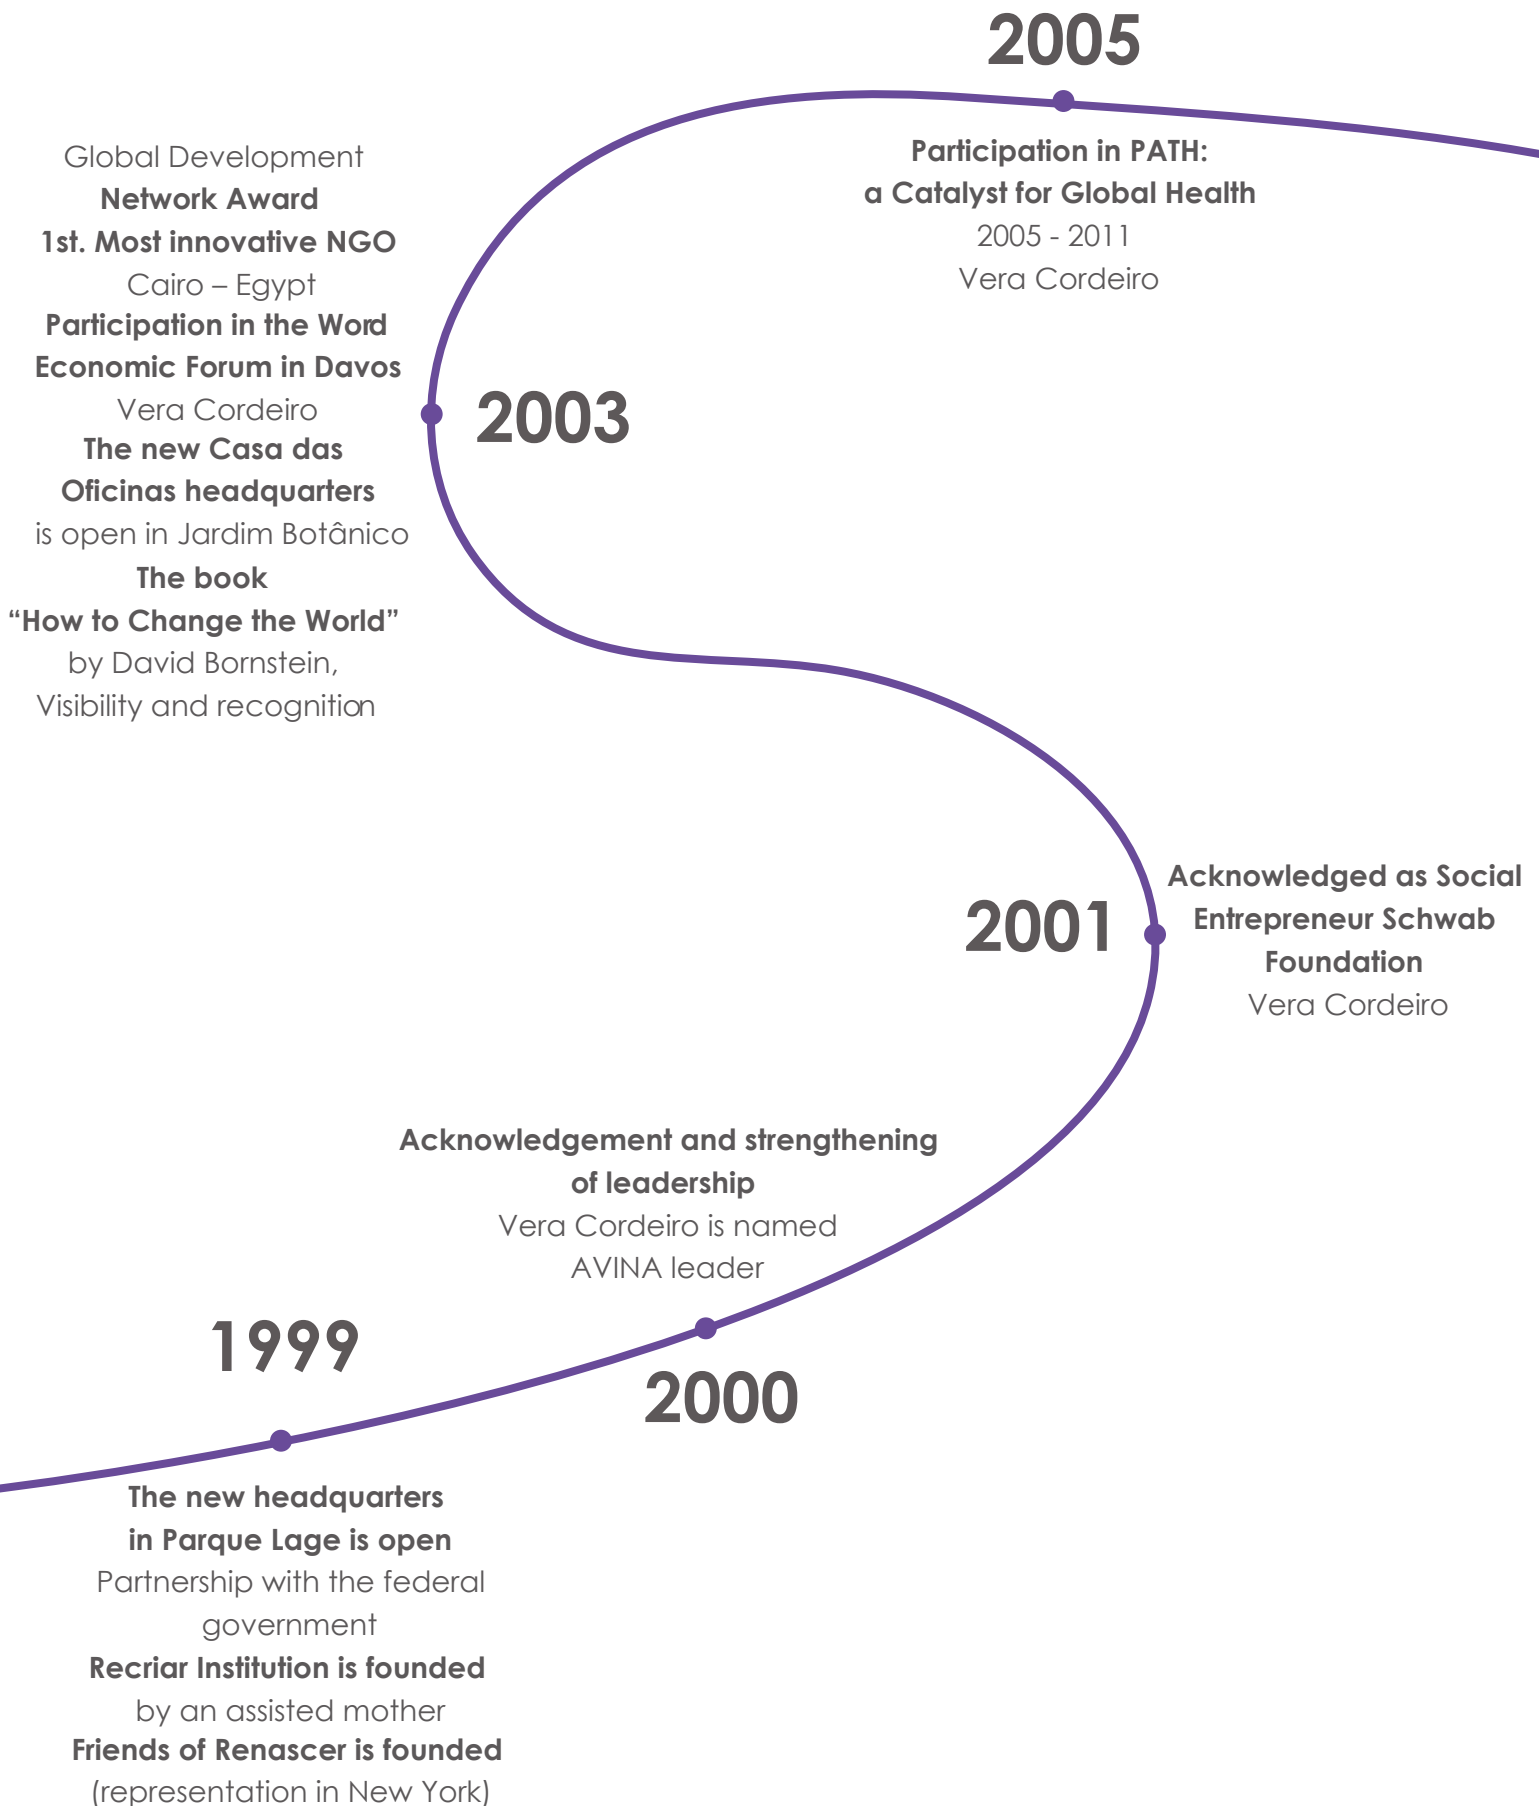 2005
Participation in PATH:
a Catalyst for Global Health
2005 - 2011
Vera Cordeiro
Global Development
Network Award
1st. Most innovative NGO
Cairo – Egypt
Participation in the Word
Economic Forum in Davos
Vera Cordeiro
The new Casa das
Oficinas headquarters
is open in Jardim Botânico
The book
“How to Change the World”
by David Bornstein,
Visibility and recognition
2003
2001
Acknowledged as Social
Entrepreneur Schwab
Foundation
Vera Cordeiro
Acknowledgement and strengthening
of leadership
Vera Cordeiro is named
AVINA leader
2000
1999
The new headquarters
in Parque Lage is open
Partnership with the federal
government
Recriar Institution is founded
by an assisted mother
Friends of Renascer is founded
(representation in New York)